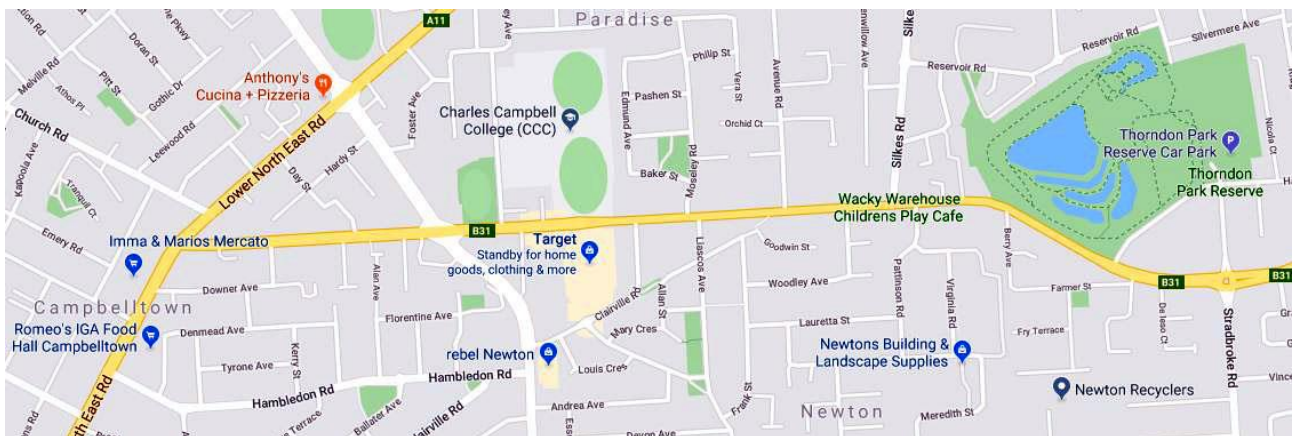 Paradise
A11
Silke
Reservoir Rd
Silvermere Ave
Philip St
Vera St
Avenue Rd
Doran St
Pitt St
Gothic Dr
Melville Rd
Athos Pl
Anthony's
Cucina + Pizzeria
Church Rd
Leewood Rd
Lower North East Rd
Hardy St
Day St
Foster Ave
Charles Campbell
College (CCC)
Edmund Ave
Pashen St
Orchid Ct
Baker St
Moseley Rd
Silkes Rd
Reservoir Rd
Thorndon Park
Reserve Car Park
Thorndon
Park Reserve
Nicola Ct
Kapoola Ave
Tranquil Ct
Emery Rd
Imma & Marios Mercato
B31
Target
Standby for home
goods, clothing & more
Wacky Warehouse
Childrens Play Cafe
Liascos Ave
Goodwin St
Berry Ave
B31
B31
Campbelltown
Downer Ave
Alan Ave
Florentine Ave
Clairville Rd
Allan St
Woodley Ave
Pattinson Rd
Virginia Rd
Farmer St
Romeo's IGA Food
Hall Campbelltown
Denmead Ave
Mary Cres
Lauretta St
Fry Terrace
De Ieso Ct
Stradbroke Rd
Tyrone Ave
Kerry St
rebel Newton
Louis Cres
Newtons Building &
Landscape Supplies
Hambledon Rd
Hambledon Rd
Newton Recyclers
Ballater Ave
Clairville Rd
Andrea Ave
Frank St
Newton
Meredith St